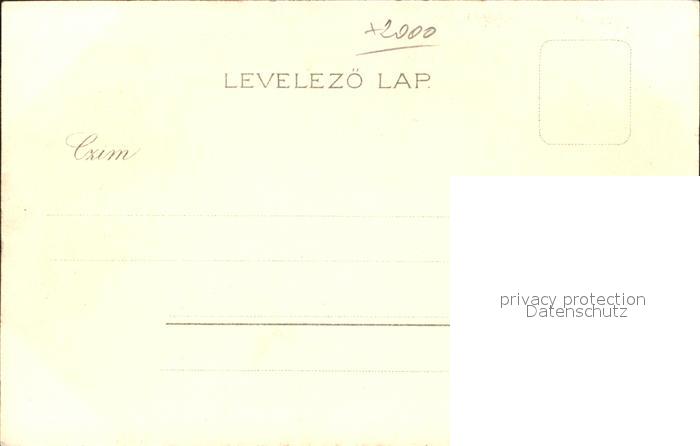 +2000
LEVELEZŐ LAP.
Czim
privacy protection
Datenschutz